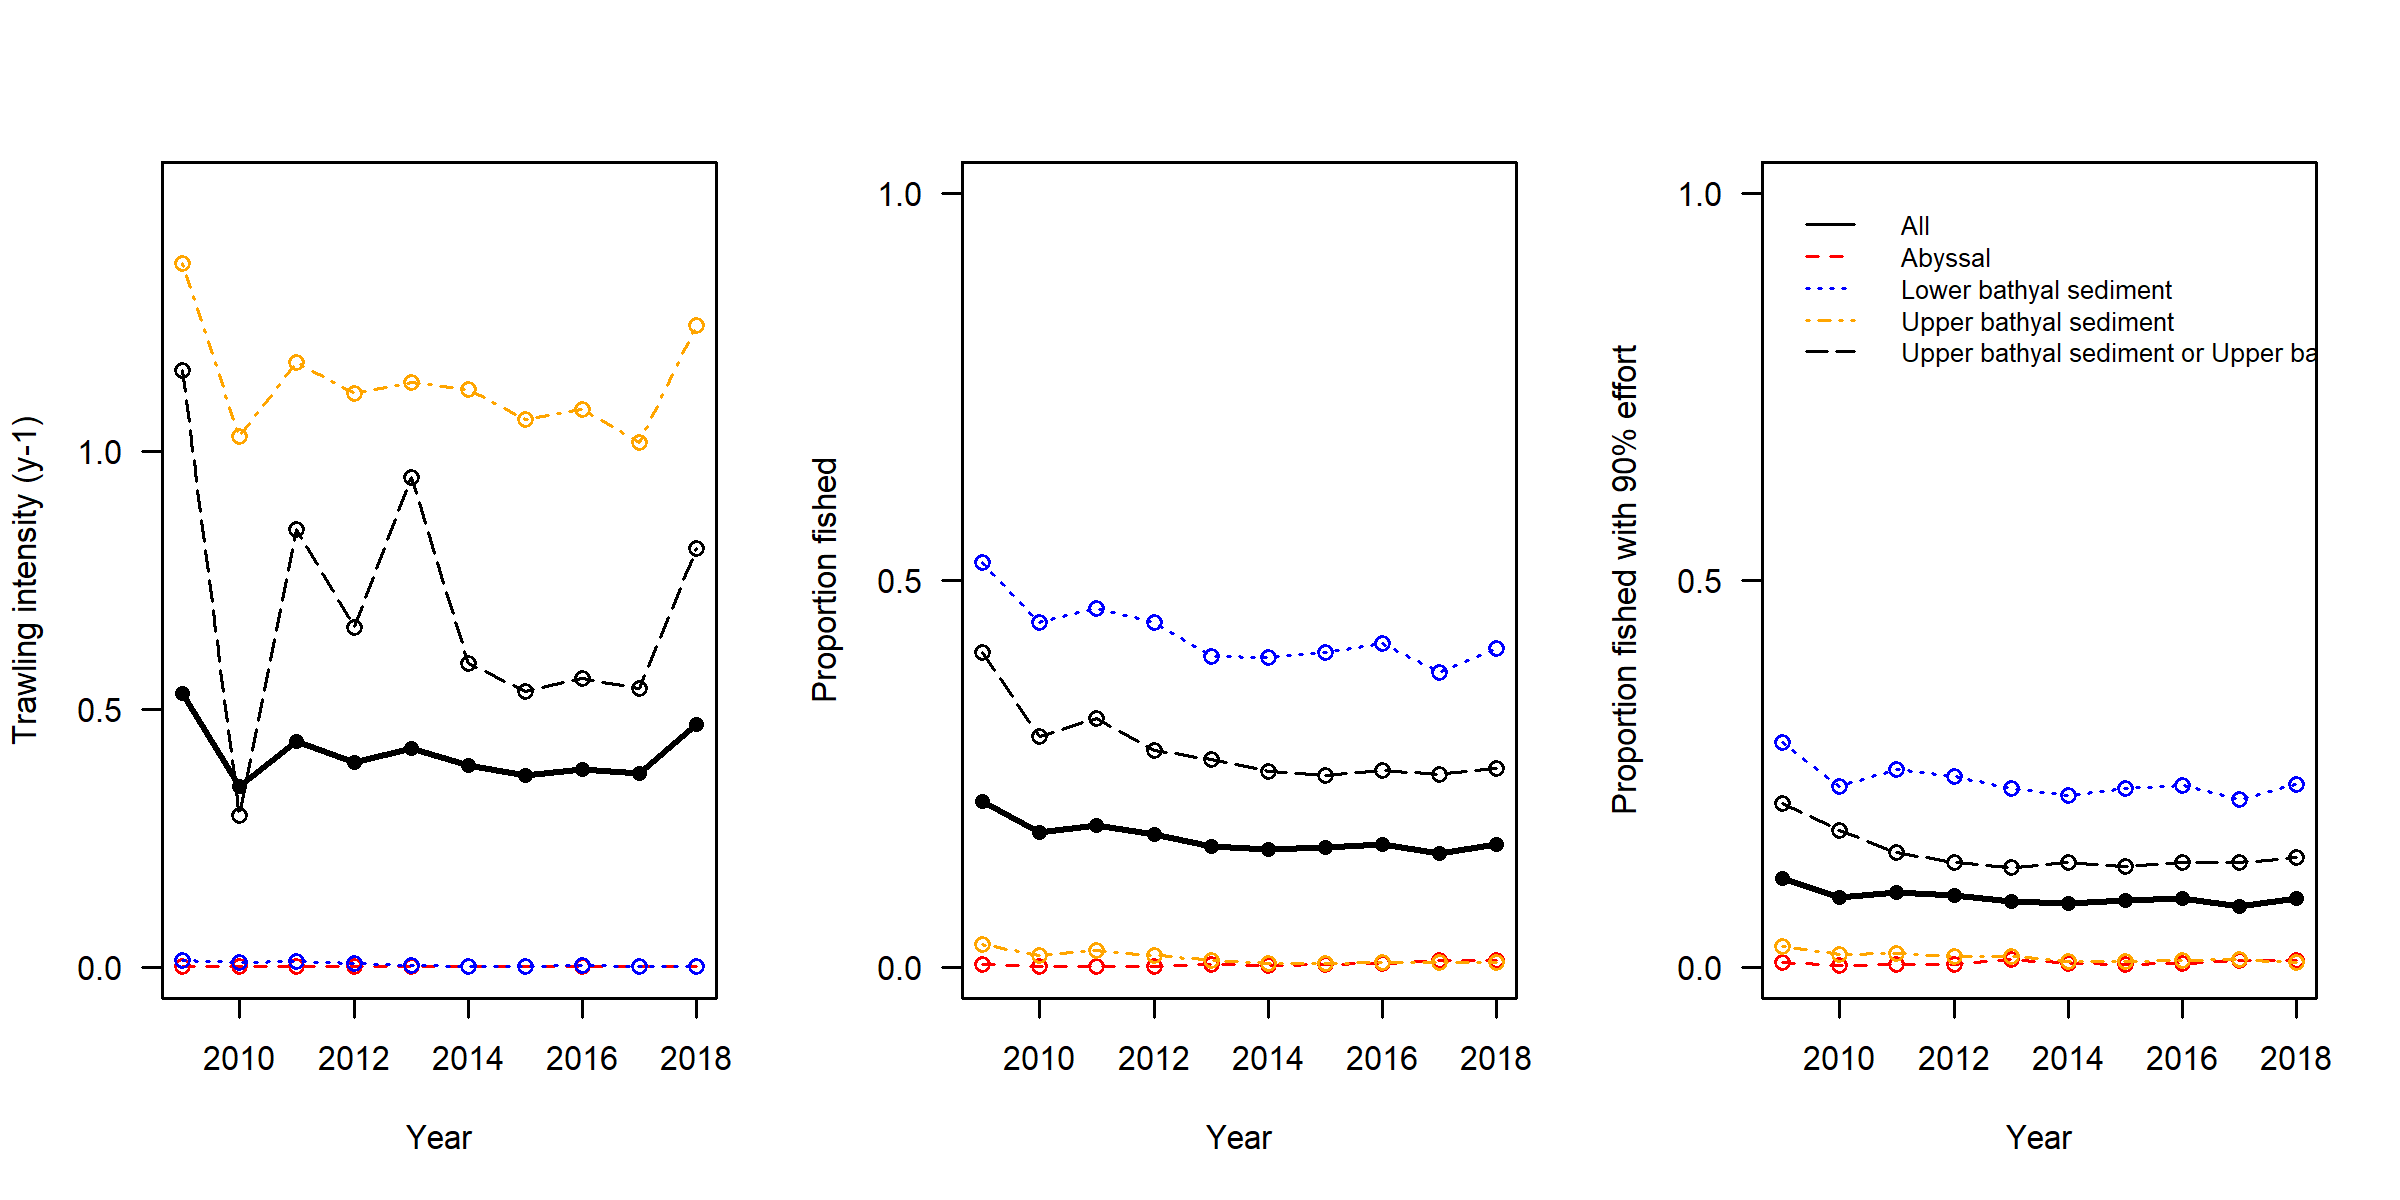 Trawling intensity (y-1)
1.0
0.5
0.0
2010 2012 2014 2016 2018
Year
Proportion fished
1.0
0.5
0.0
2010 2012 2014 2016 2018
Year
Proportion fished with 90% effort
1.0
0.5
0.0
All
Abyssal
Lower bathyal sediment
Upper bathyal sediment
Upper bathyal sediment or Upper ba
2010 2012 2014 2016 2018
Year